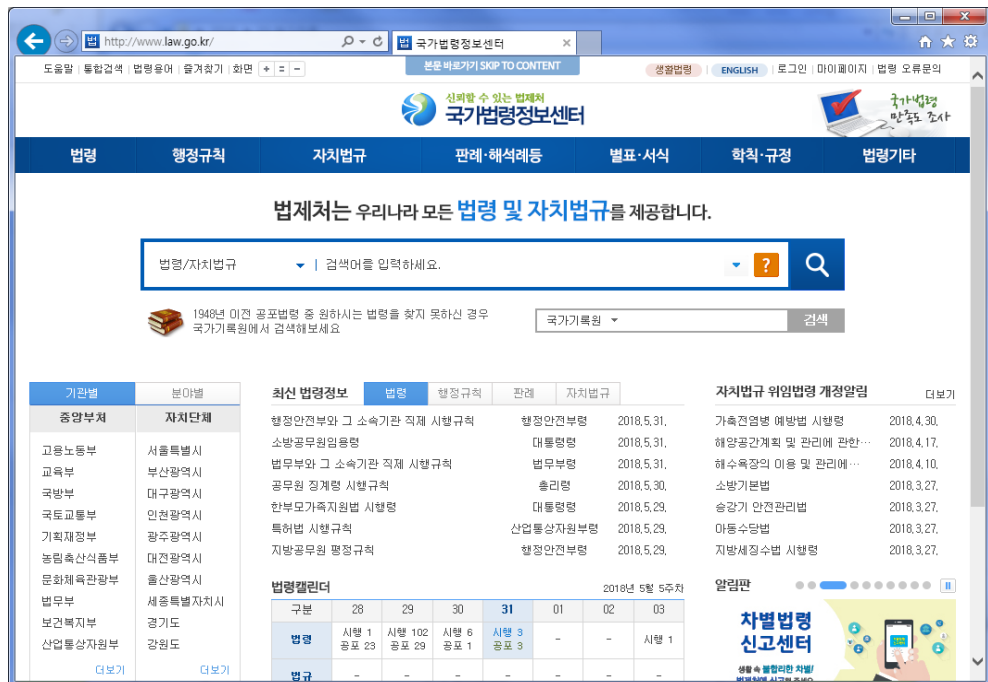 http://www.law.go.kr/
법 국가법령정보센터
도움말 통합검색 법령용어 즐겨찾기 화면 + = -
본문 바로가기 SKIP TO CONTENT
생활법령 ENGLISH 로그인 마이페이지 법령 오류문의
신뢰할 수 있는 법제처
국가법령정보센터
국가법령
만족도 조사
법령 행정규칙 자치법규 판례·해석례등 별표·서식 학칙·규정 법령기타
법제처는 우리나라 모든 법령 및 자치법규를 제공합니다.
법령/자치법규 검색어를 입력하세요. ?
1948년 이전 공포법령 중 원하시는 법령을 찾지 못하신 경우
국가기록원에서 검색해보세요
국가기록원 검색
기관별 분야별
중앙부처 자치단체
고용노동부 서울특별시
교육부 부산광역시
국방부 대구광역시
국토교통부 인천광역시
기획재정부 광주광역시
농림축산식품부 대전광역시
문화체육관광부 울산광역시
법무부 세종특별자치시
보건복지부 경기도
산업통상자원부 강원도
더보기 더보기
최신 법령정보 법령 행정규칙 판례 자치법규
행정안전부와 그 소속기관 직제 시행규칙 행정안전부령 2018.5.31.
소방공무원임용령 대통령령 2018.5.31.
법무부와 그 소속기관 직제 시행규칙 법무부령 2018.5.31.
공무원 징계령 시행규칙 총리령 2018.5.30.
한부모가족지원법 시행령 대통령령 2018.5.29.
특허법 시행규칙 산업통상자원부령 2018.5.29.
지방공무원 평정규칙 행정안전부령 2018.5.29.
법령캘린더 2018년 5월 5주차
구분 28 29 30 31 01 02 03
법령 시행 1 시행 102 시행 6 시행 3 - - 시행 1
공포 23 공포 29 공포 1 공포 3
법규 - - - - - - -
자치법규 위임법령 개정알림 더보기
가축전염병 예방법 시행령 2018.4.30.
해양공간계획 및 관리에 관한… 2018.4.17.
해수욕장의 이용 및 관리에… 2018.4.10.
소방기본법 2018.3.27.
승강기 안전관리법 2018.3.27.
아동수당법 2018.3.27.
지방세징수법 시행령 2018.3.27.
알림판
차별법령
신고센터
생활 속 불합리한 차별!